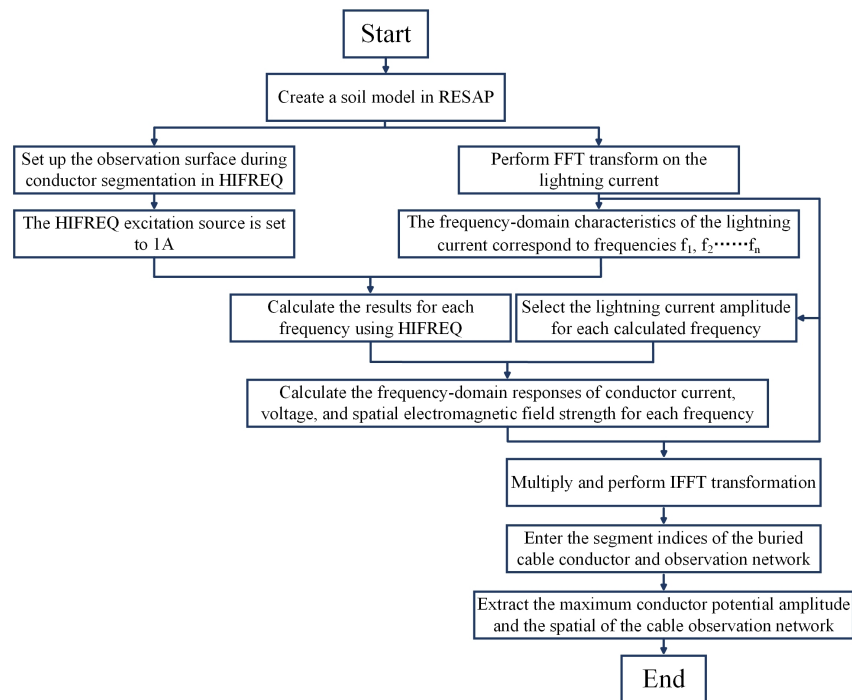 Start
Create a soil model in RESAP
Set up the observation surface during
conductor segmentation in HIFREQ
Perform FFT transform on the
lightning current
The HIFREQ excitation source is set
to 1A
The frequency-domain characteristics of the lightning
current correspond to frequencies f₁, f₂⋯⋯fₙ
Calculate the results for each
frequency using HIFREQ
Select the lightning current amplitude
for each calculated frequency
Calculate the frequency-domain responses of conductor current,
voltage, and spatial electromagnetic field strength for each frequency
Multiply and perform IFFT transformation
Enter the segment indices of the buried
cable conductor and observation network
Extract the maximum conductor potential amplitude
and the spatial of the cable observation network
End